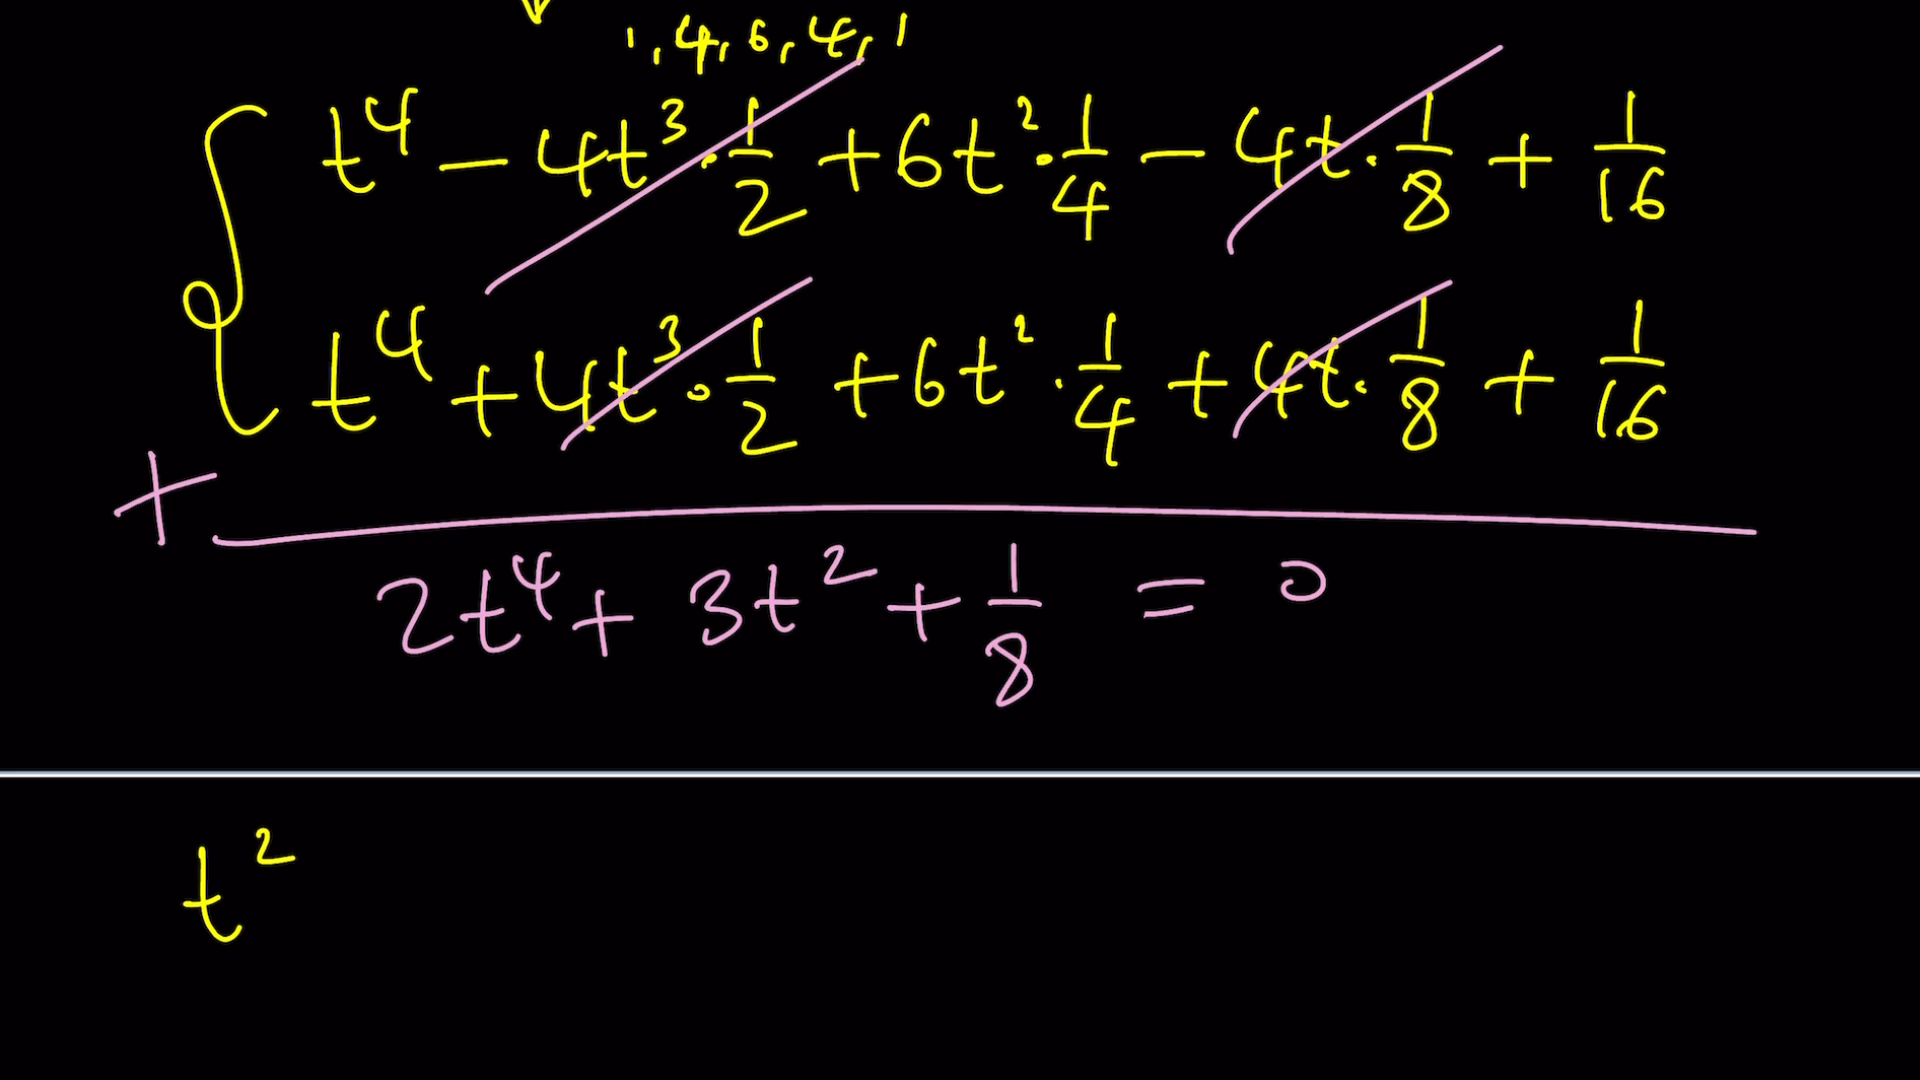 1, 4, 6, 4, 1
t⁴ − 4t³ · 1/2 + 6t² · 1/4 − 4t · 1/8 + 1/16
t⁴ + 4t³ · 1/2 + 6t² · 1/4 + 4t · 1/8 + 1/16
+
2t⁴ + 3t² + 1/8 = 0
t²